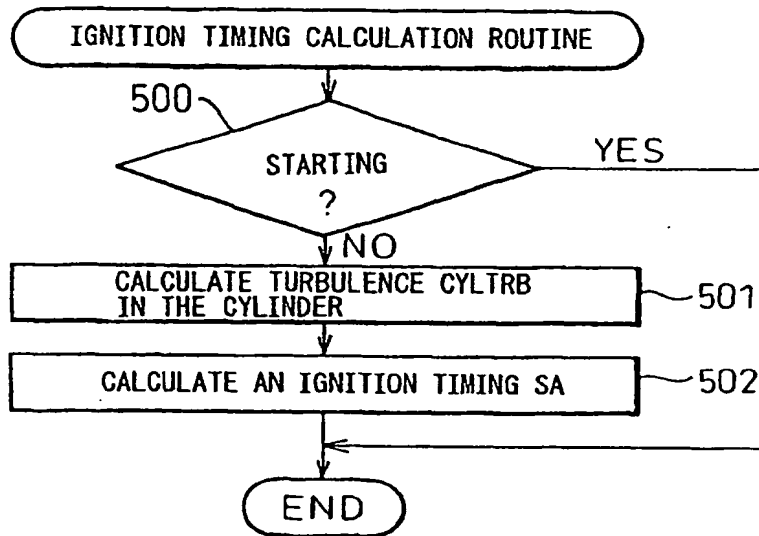 IGNITION TIMING CALCULATION ROUTINE
500
STARTING
?
YES
NO
CALCULATE TURBULENCE CYLTRB
IN THE CYLINDER
501
CALCULATE AN IGNITION TIMING SA
502
END